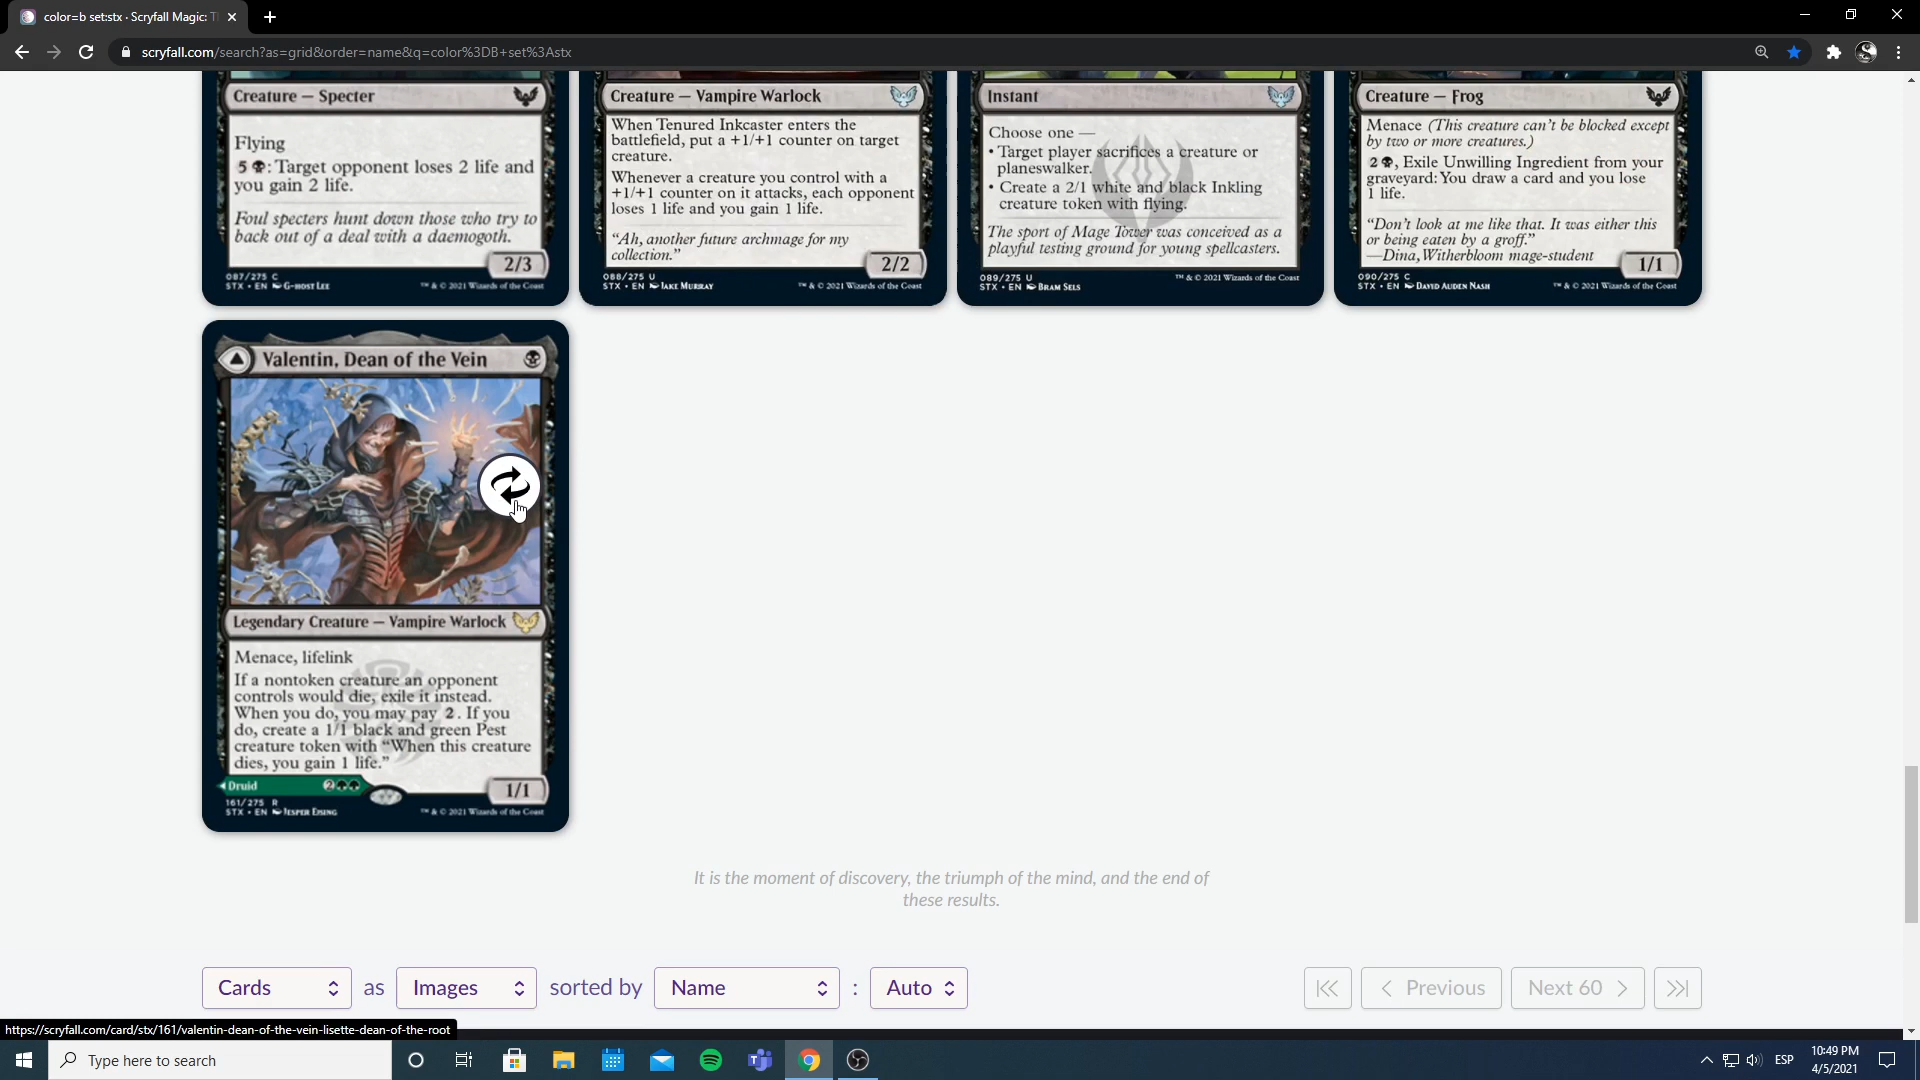 color=b set:stx · Scryfall Magic: T
scryfall.com/search?as=grid&order=name&q=color%3DB+set%3Astx
Creature — Specter
Flying
5: Target opponent loses 2 life and
you gain 2 life.
Foul specters hunt down those who try to
back out of a deal with a daemogoth.
2/3
087/275 C
STX • EN G-host Lee
™ & © 2021 Wizards of the Coast
Creature — Vampire Warlock
When Tenured Inkcaster enters the
battlefield, put a +1/+1 counter on target
creature.
Whenever a creature you control with a
+1/+1 counter on it attacks, each opponent
loses 1 life and you gain 1 life.
“Ah, another future archmage for my
collection.”
2/2
088/275 U
STX • EN Jake Murray
™ & © 2021 Wizards of the Coast
Instant
Choose one —
• Target player sacrifices a creature or
planeswalker.
• Create a 2/1 white and black Inkling
creature token with flying.
The sport of Mage Tower was conceived as a
playful testing ground for young spellcasters.
089/275 U
STX • EN Bram Sels
™ & © 2021 Wizards of the Coast
Creature — Frog
Menace (This creature can’t be blocked except
by two or more creatures.)
2, Exile Unwilling Ingredient from your
graveyard: You draw a card and you lose
1 life.
“Don’t look at me like that. It was either this
or being eaten by a groff.”
—Dina, Witherbloom mage-student
1/1
090/275 C
STX • EN David Auden Nash
™ & © 2021 Wizards of the Coast
Valentin, Dean of the Vein
Legendary Creature — Vampire Warlock
Menace, lifelink
If a nontoken creature an opponent
controls would die, exile it instead.
When you do, you may pay 2. If you
do, create a 1/1 black and green Pest
creature token with “When this creature
dies, you gain 1 life.”
Druid 2
1/1
161/275 R
STX • EN Jesper Ejsing
™ & © 2021 Wizards of the Coast
It is the moment of discovery, the triumph of the mind, and the end of
these results.
Cards as Images sorted by Name : Auto
Previous
Next 60
https://scryfall.com/card/stx/161/valentin-dean-of-the-vein-lisette-dean-of-the-root
Type here to search
ESP
10:49 PM
4/5/2021